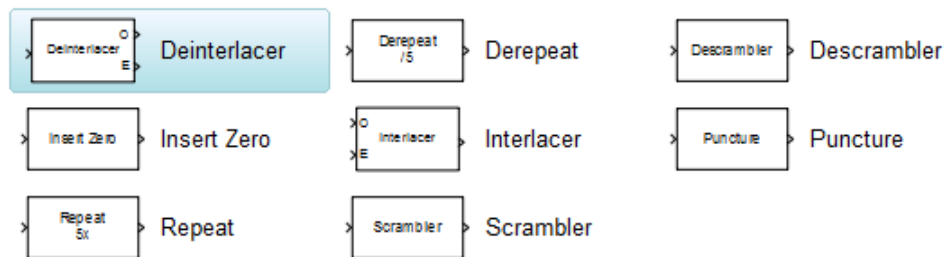 O
Deinterlacer
E
Deinterlacer
Derepeat
/5
Derepeat
Descrambler
Descrambler
Insert Zero
Insert Zero
O
Interlacer
E
Interlacer
Puncture
Puncture
Repeat
5x
Repeat
Scrambler
Scrambler